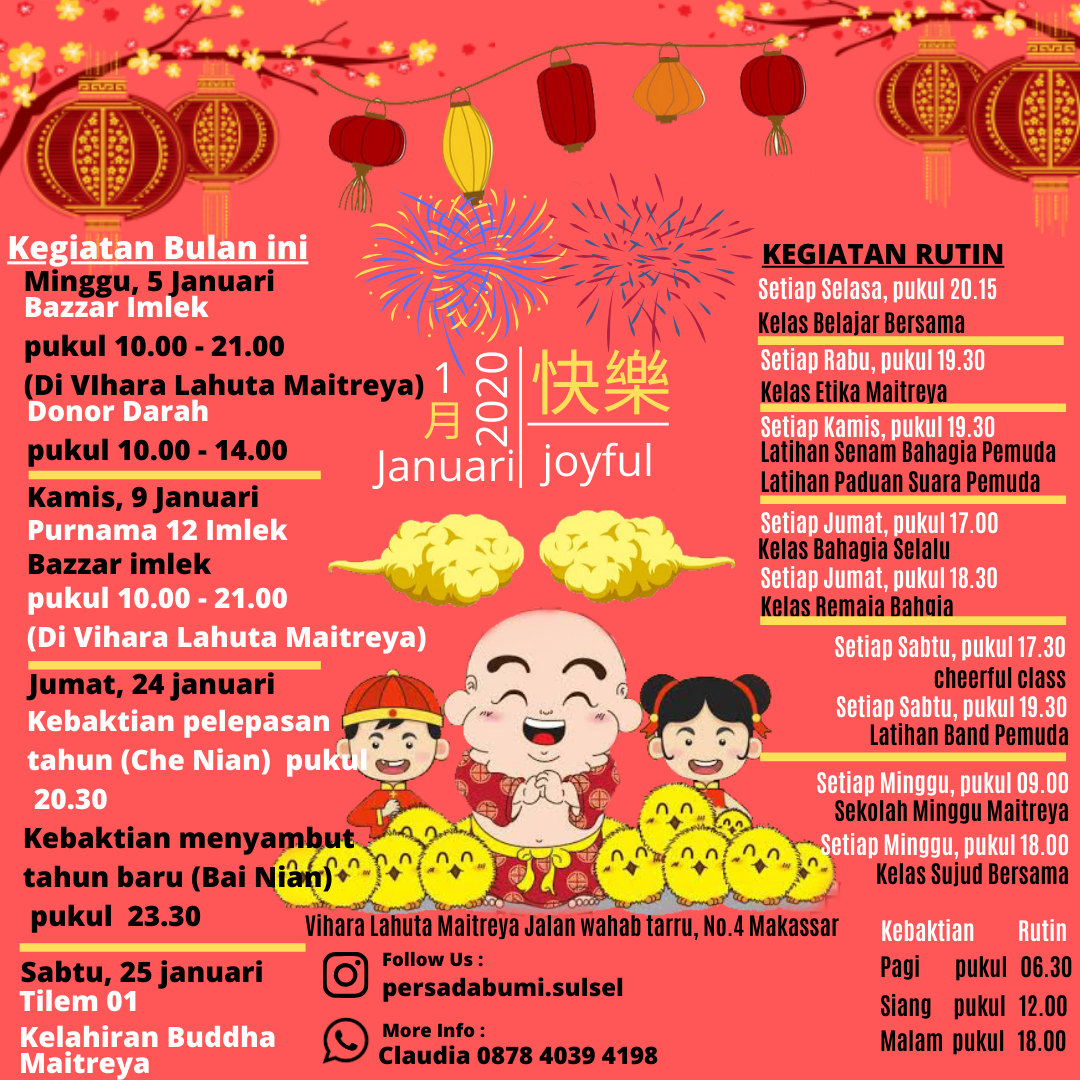 Kegiatan Bulan ini
Minggu, 5 Januari
Bazzar Imlek
pukul 10.00 - 21.00
(Di VIhara Lahuta Maitreya)
Donor Darah
pukul 10.00 - 14.00
Kamis, 9 Januari
Purnama 12 Imlek
Bazzar imlek
pukul 10.00 - 21.00
(Di Vihara Lahuta Maitreya)
Jumat, 24 januari
Kebaktian pelepasan
tahun (Che Nian) pukul
20.30
Kebaktian menyambut
tahun baru (Bai Nian)
pukul 23.30
Sabtu, 25 januari
Tilem 01
Kelahiran Buddha
Maitreya
1
月
2020
Januari
快樂
joyful
KEGIATAN RUTIN
Setiap Selasa, pukul 20.15
Kelas Belajar Bersama
Setiap Rabu, pukul 19.30
Kelas Etika Maitreya
Setiap Kamis, pukul 19.30
Latihan Senam Bahagia Pemuda
Latihan Paduan Suara Pemuda
Setiap Jumat, pukul 17.00
Kelas Bahagia Selalu
Setiap Jumat, pukul 18.30
Kelas Remaja Bahgia
Setiap Sabtu, pukul 17.30
cheerful class
Setiap Sabtu, pukul 19.30
Latihan Band Pemuda
Setiap Minggu, pukul 09.00
Sekolah Minggu Maitreya
Setiap Minggu, pukul 18.00
Kelas Sujud Bersama
Kebaktian Rutin
Pagi pukul 06.30
Siang pukul 12.00
Malam pukul 18.00
Vihara Lahuta Maitreya Jalan wahab tarru, No.4 Makassar
Follow Us :
persadabumi.sulsel
More Info :
Claudia 0878 4039 4198